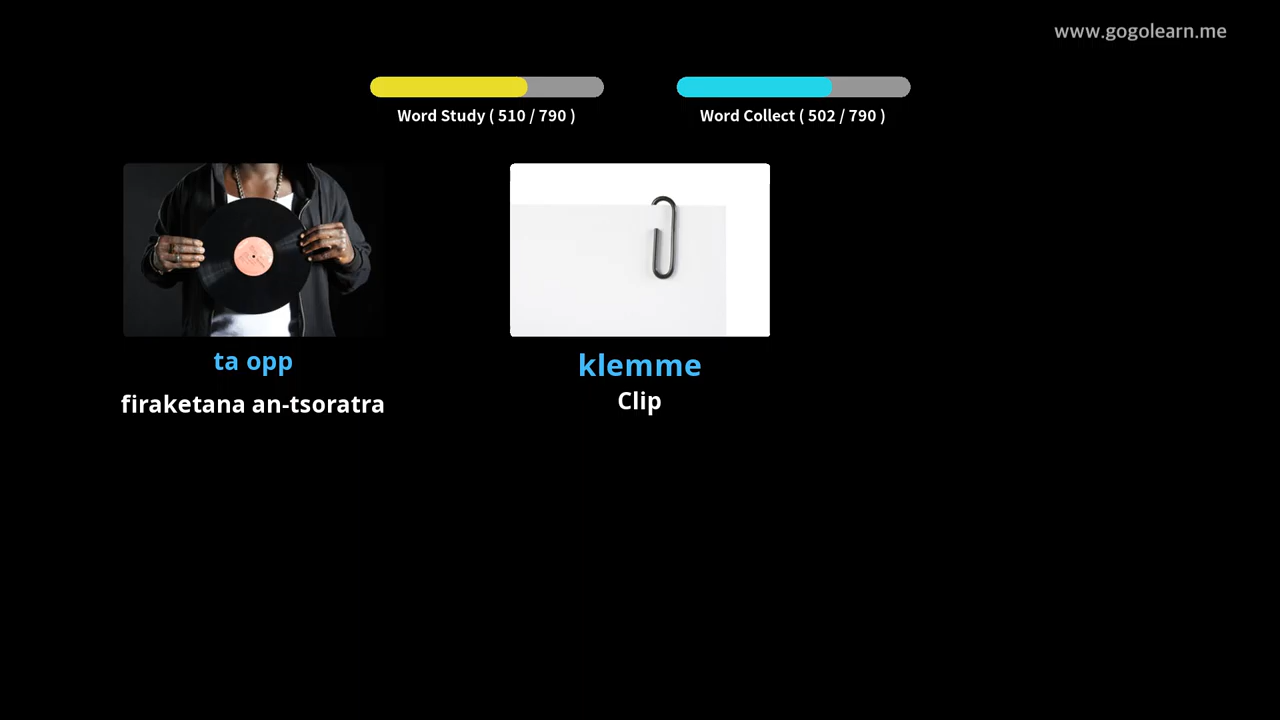 www.gogolearn.me
Word Study ( 510 / 790 )
Word Collect ( 502 / 790 )
ta opp
firaketana an-tsoratra
klemme
Clip